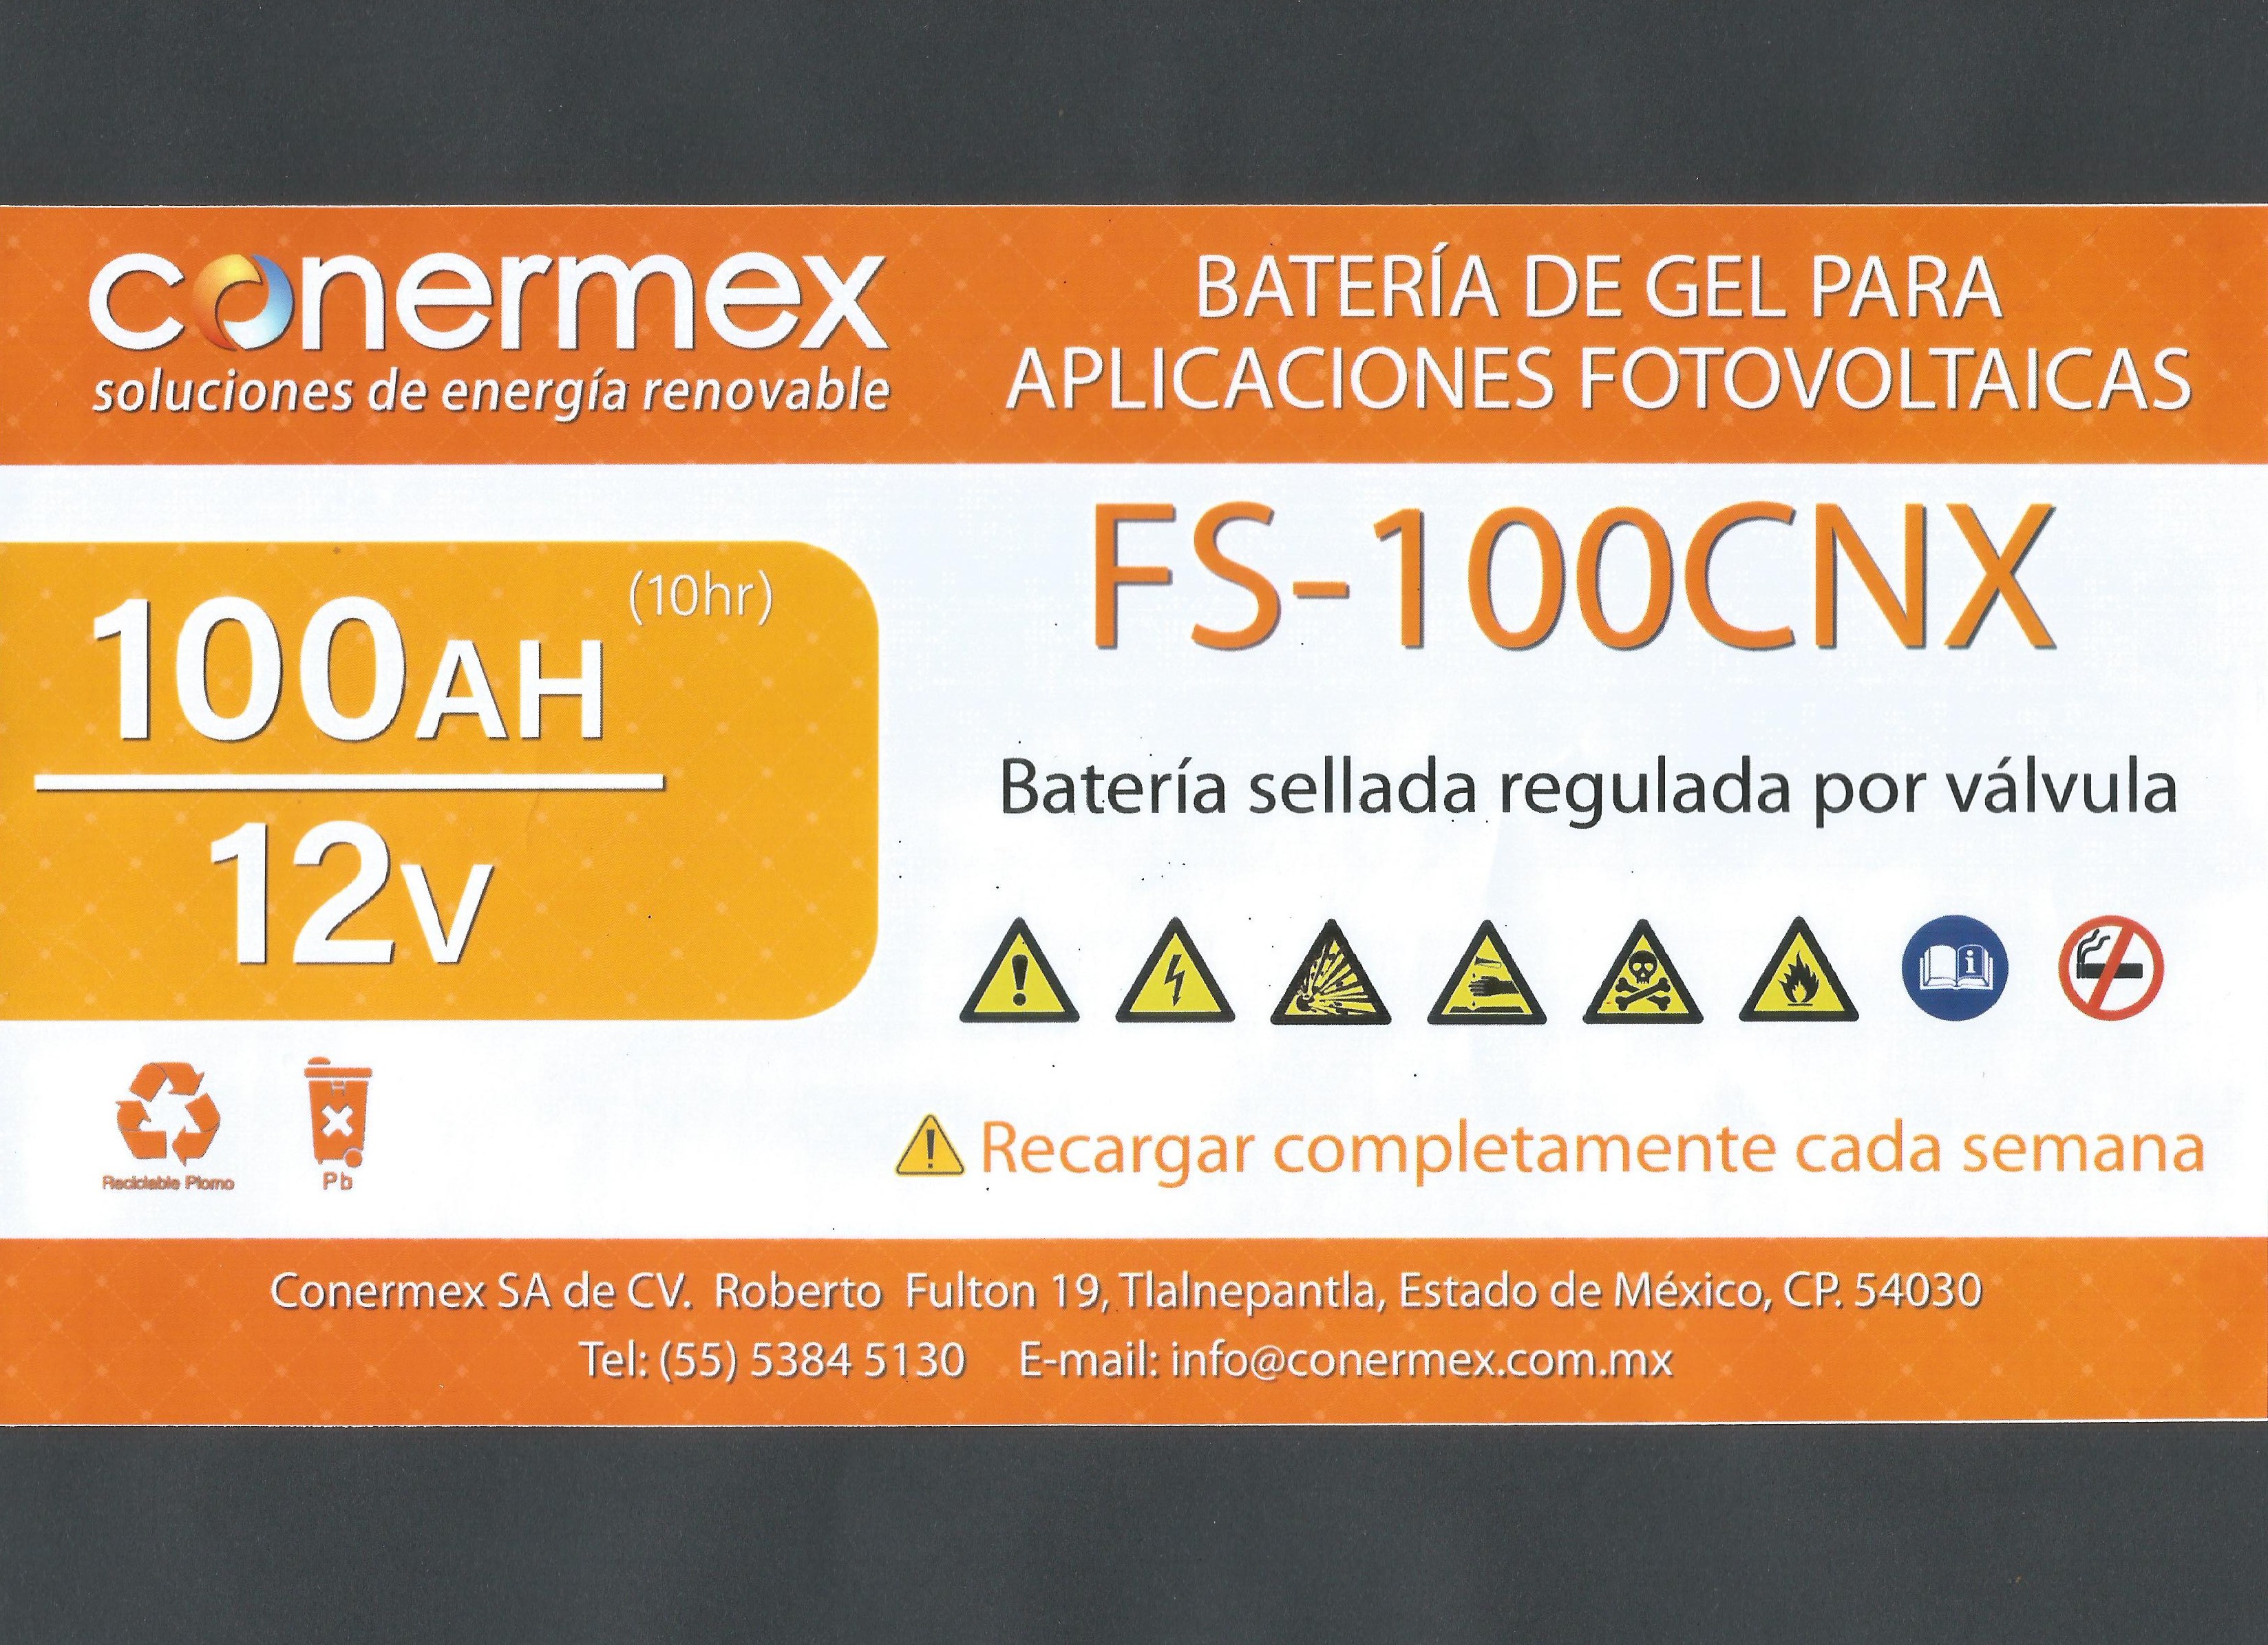 conermex
soluciones de energía renovable
BATERÍA DE GEL PARA
APLICACIONES FOTOVOLTAICAS
FS-100CNX
100AH (10hr)
12V
Batería sellada regulada por válvula
Reciclable Plomo
Pb
Recargar completamente cada semana
Conermex SA de CV. Roberto Fulton 19, Tlalnepantla, Estado de México, CP. 54030
Tel: (55) 5384 5130 E-mail: info@conermex.com.mx